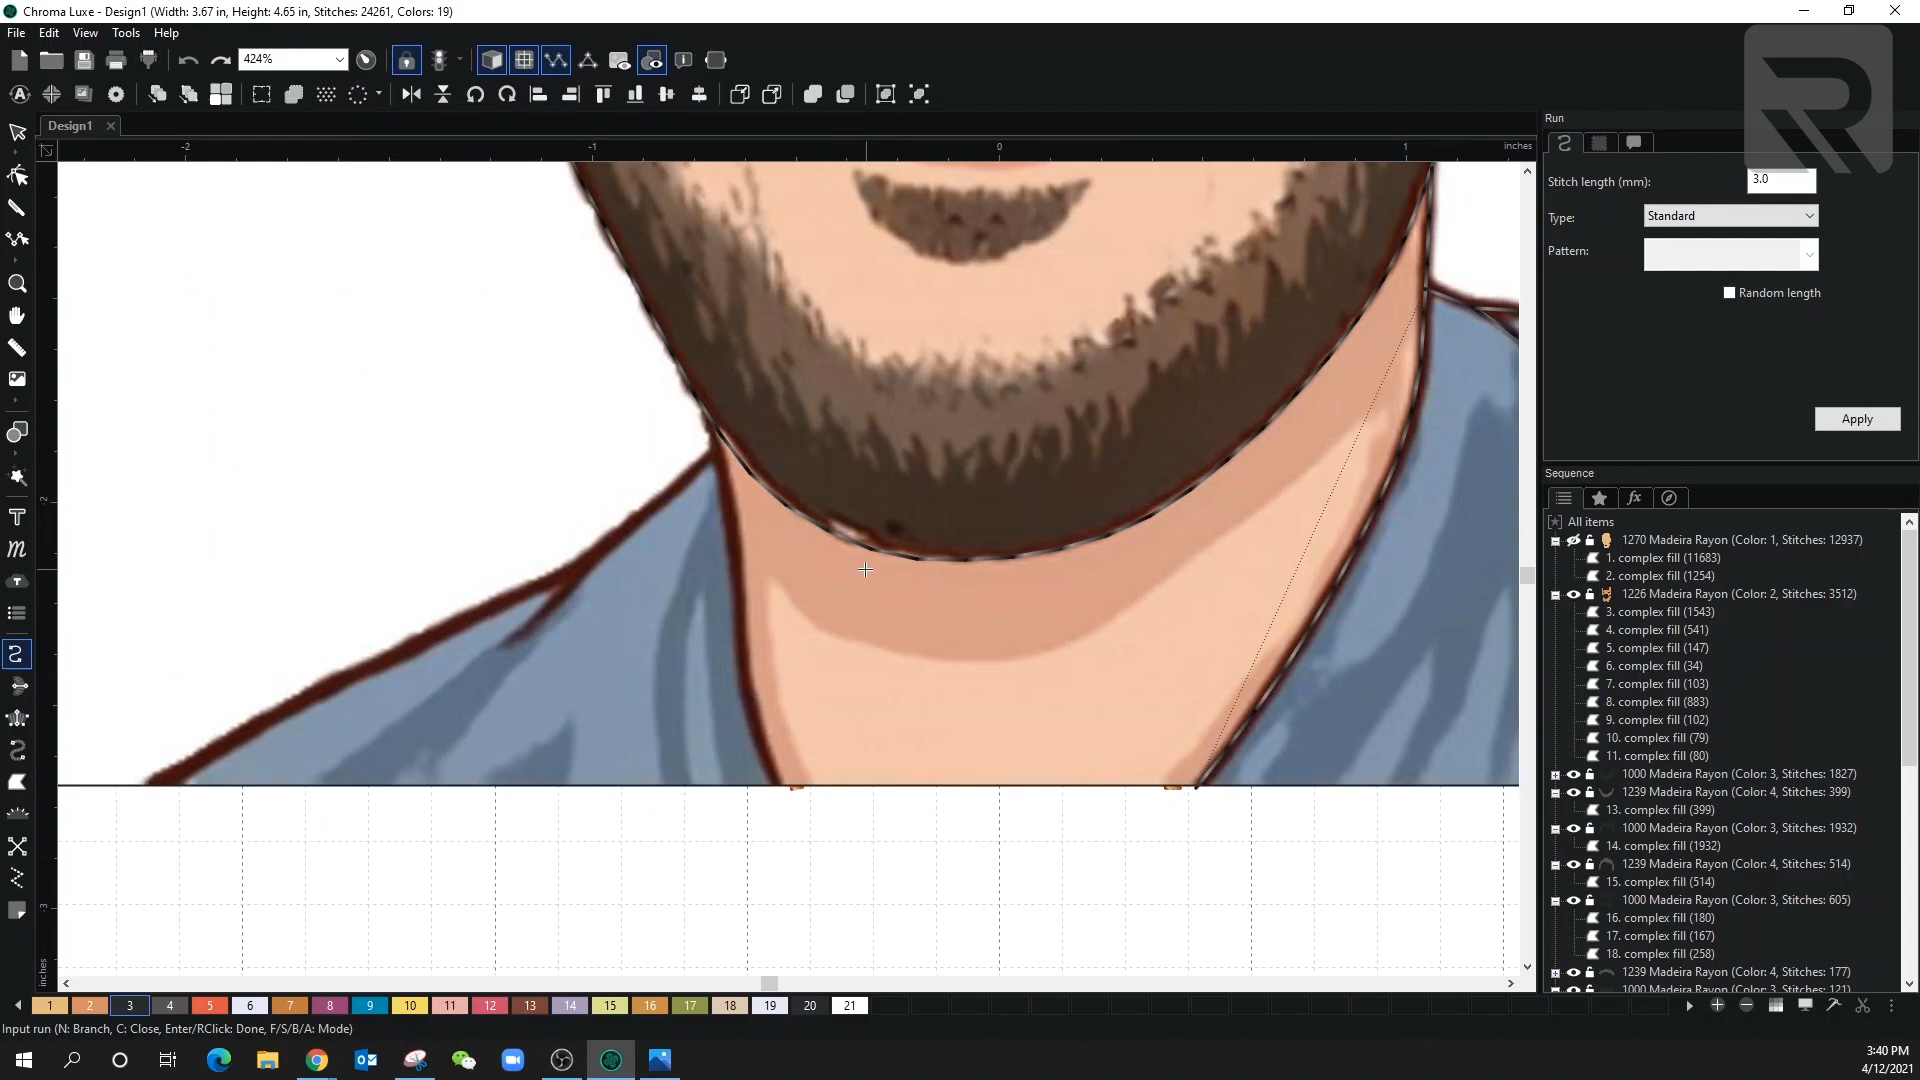 Chroma Luxe - Design1 (Width: 3.67 in, Height: 4.65 in, Stitches: 24261, Colors: 19)
File Edit View Tools Help
424%
Design1
-2 -1 0 1 inches
-2
-3
inches
Run
Stitch length (mm): 3.0
Type: Standard
Pattern:
Random length
Apply
Sequence
All items
1270 Madeira Rayon (Color: 1, Stitches: 12937)
1. complex fill (11683)
2. complex fill (1254)
1226 Madeira Rayon (Color: 2, Stitches: 3512)
3. complex fill (1543)
4. complex fill (541)
5. complex fill (147)
6. complex fill (34)
7. complex fill (103)
8. complex fill (883)
9. complex fill (102)
10. complex fill (79)
11. complex fill (80)
1000 Madeira Rayon (Color: 3, Stitches: 1827)
1239 Madeira Rayon (Color: 4, Stitches: 399)
13. complex fill (399)
1000 Madeira Rayon (Color: 3, Stitches: 1932)
14. complex fill (1932)
1239 Madeira Rayon (Color: 4, Stitches: 514)
15. complex fill (514)
1000 Madeira Rayon (Color: 3, Stitches: 605)
16. complex fill (180)
17. complex fill (167)
18. complex fill (258)
1239 Madeira Rayon (Color: 4, Stitches: 177)
1000 Madeira Rayon (Color: 3, Stitches: 121)
1 2 3 4 5 6 7 8 9 10 11 12 13 14 15 16 17 18 19 20 21
Input run (N: Branch, C: Close, Enter/RClick: Done, F/S/B/A: Mode)
3:40 PM
4/12/2021